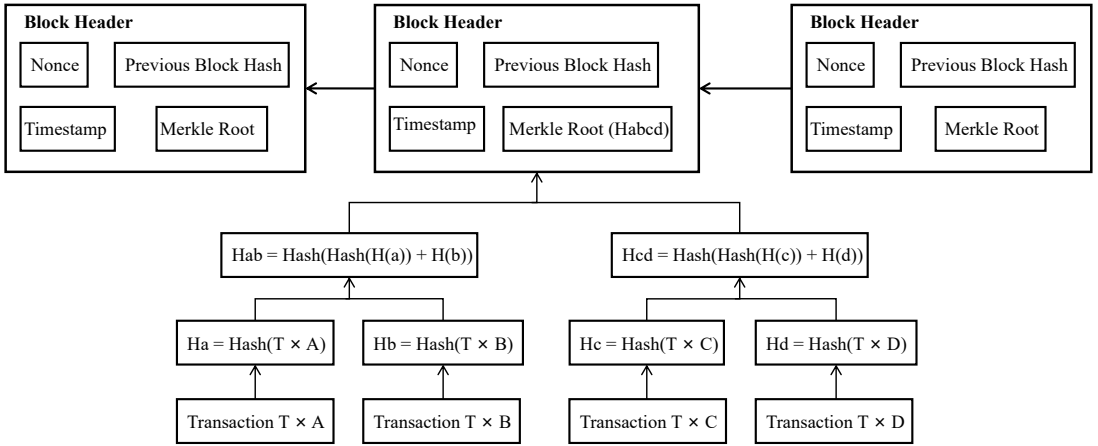 Block Header
Nonce
Previous Block Hash
Timestamp
Merkle Root
Block Header
Nonce
Previous Block Hash
Timestamp
Merkle Root (Habcd)
Block Header
Nonce
Previous Block Hash
Timestamp
Merkle Root
Hab = Hash(Hash(H(a)) + H(b))
Hcd = Hash(Hash(H(c)) + H(d))
Ha = Hash(T × A)
Hb = Hash(T × B)
Hc = Hash(T × C)
Hd = Hash(T × D)
Transaction T × A
Transaction T × B
Transaction T × C
Transaction T × D